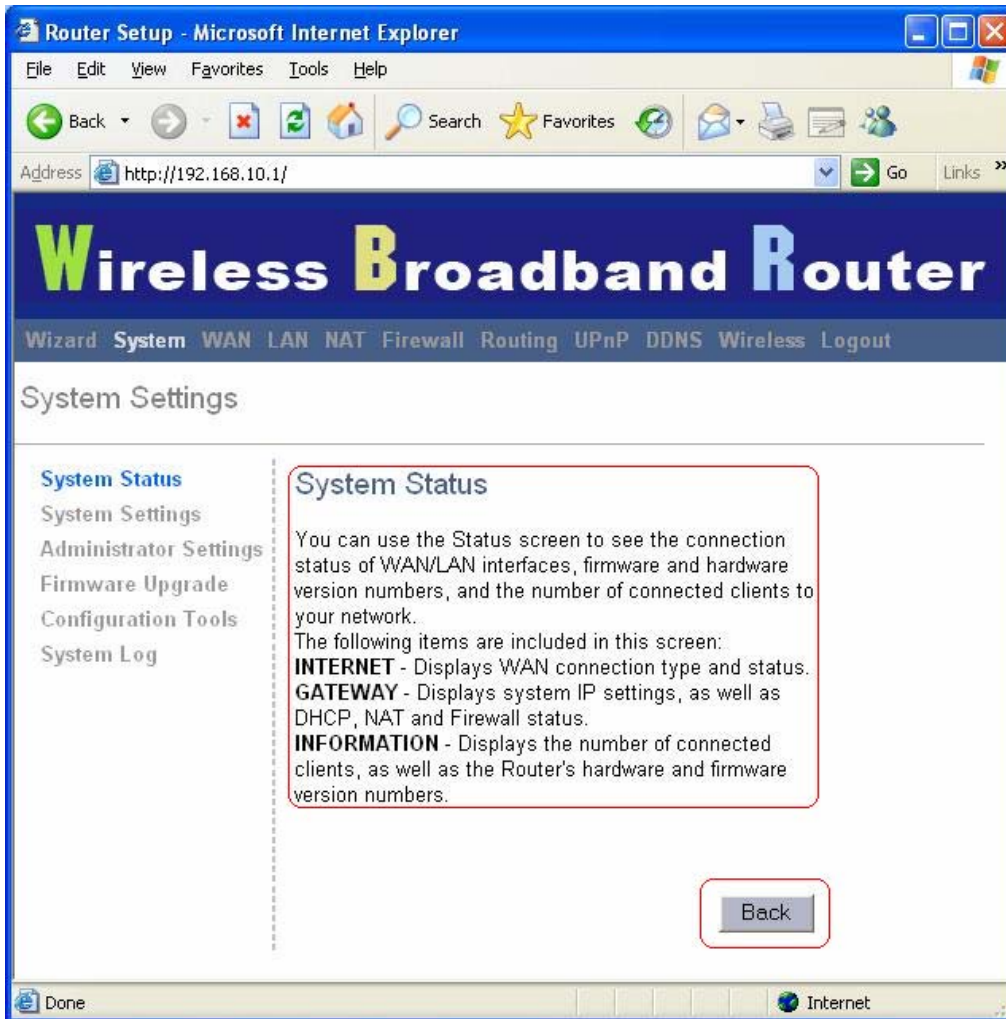 Router Setup - Microsoft Internet Explorer
File Edit View Favorites Tools Help
Back Search Favorites
Address http://192.168.10.1/ Go Links »
Wireless Broadband Router
Wizard System WAN LAN NAT Firewall Routing UPnP DDNS Wireless Logout
System Settings
System Status
System Settings
Administrator Settings
Firmware Upgrade
Configuration Tools
System Log
System Status
You can use the Status screen to see the connection
status of WAN/LAN interfaces, firmware and hardware
version numbers, and the number of connected clients to
your network.
The following items are included in this screen:
INTERNET - Displays WAN connection type and status.
GATEWAY - Displays system IP settings, as well as
DHCP, NAT and Firewall status.
INFORMATION - Displays the number of connected
clients, as well as the Router's hardware and firmware
version numbers.
Back
Done Internet